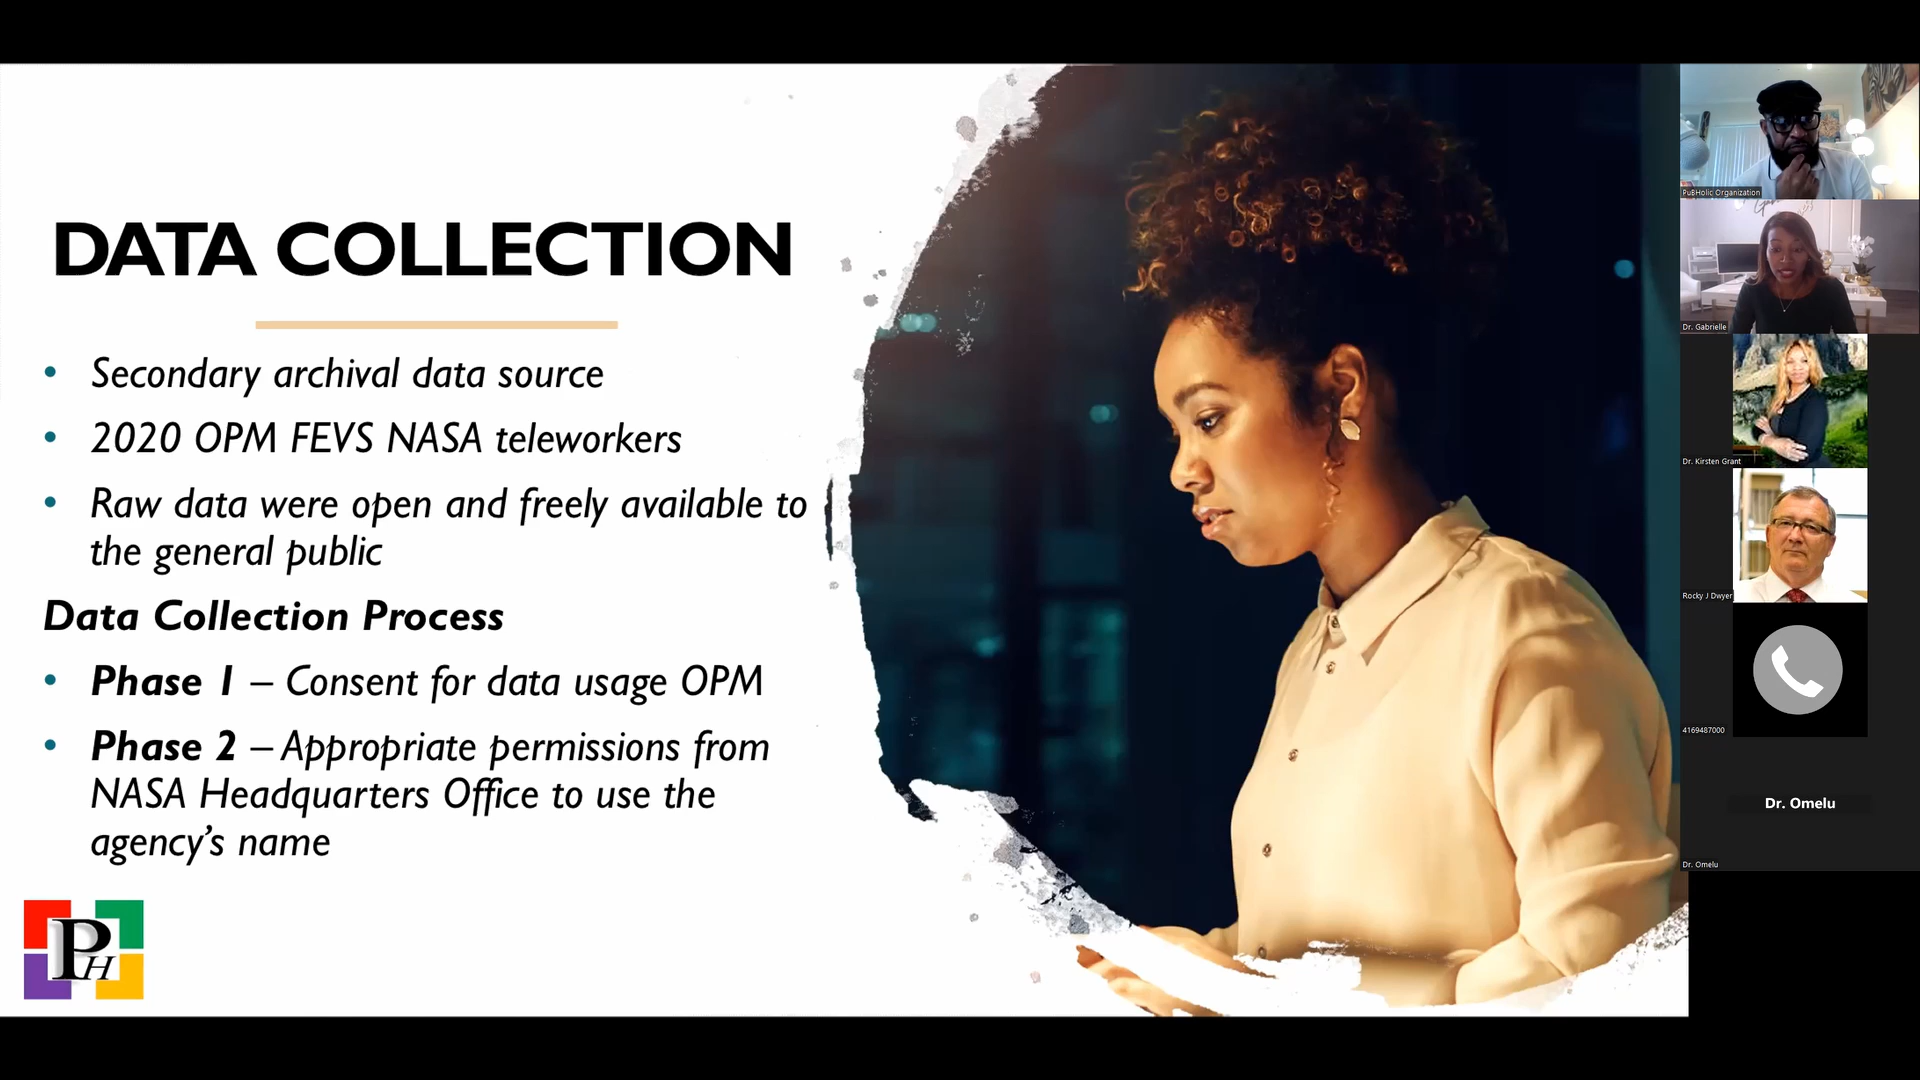 DATA COLLECTION
• Secondary archival data source
• 2020 OPM FEVS NASA teleworkers
• Raw data were open and freely available to
the general public
Data Collection Process
• Phase 1 – Consent for data usage OPM
• Phase 2 – Appropriate permissions from
NASA Headquarters Office to use the
agency's name
PH
PuBHolic Organization
Dr. Gabrielle
Dr. Kirsten Grant
Rocky J Dwyer
4169487000
Dr. Omelu
Dr. Omelu